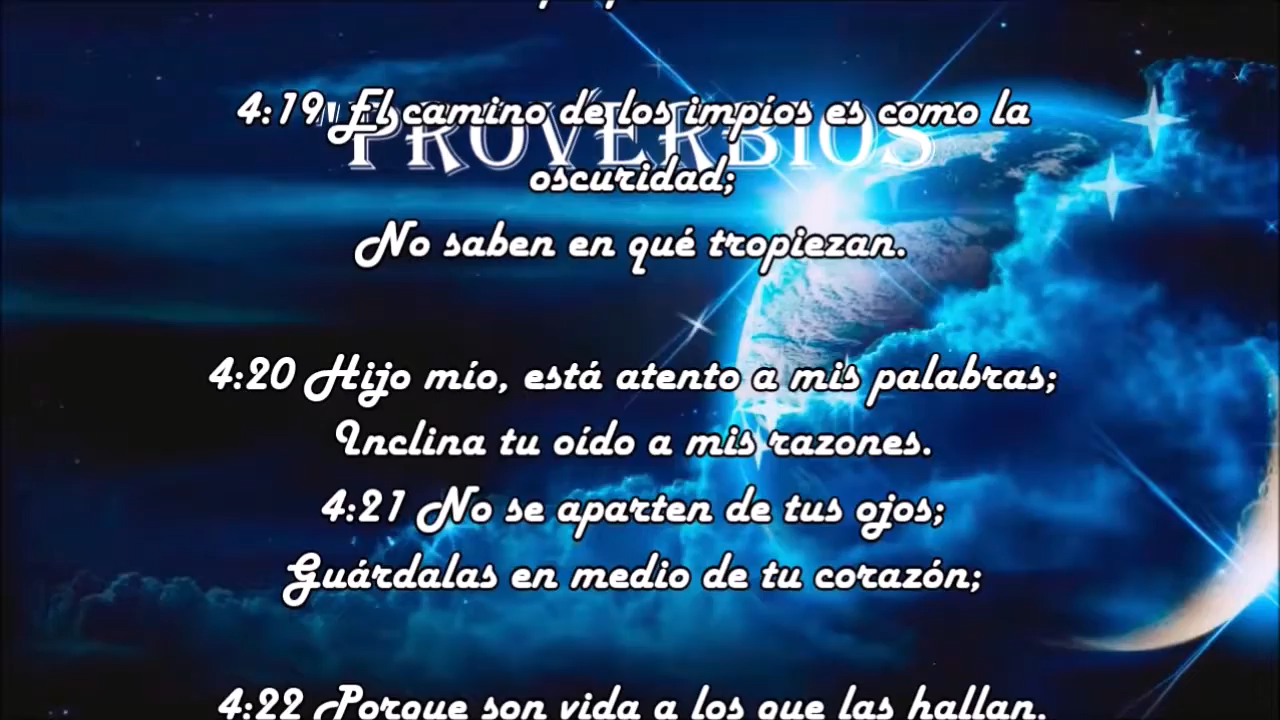 "PROVERBIOS
4:19 El camino de los impíos es como la
oscuridad;
No saben en qué tropiezan.
4:20 Hijo mío, está atento a mis palabras;
Inclina tu oído a mis razones.
4:21 No se aparten de tus ojos;
Guárdalas en medio de tu corazón;
4:22 Porque son vida a los que las hallan,